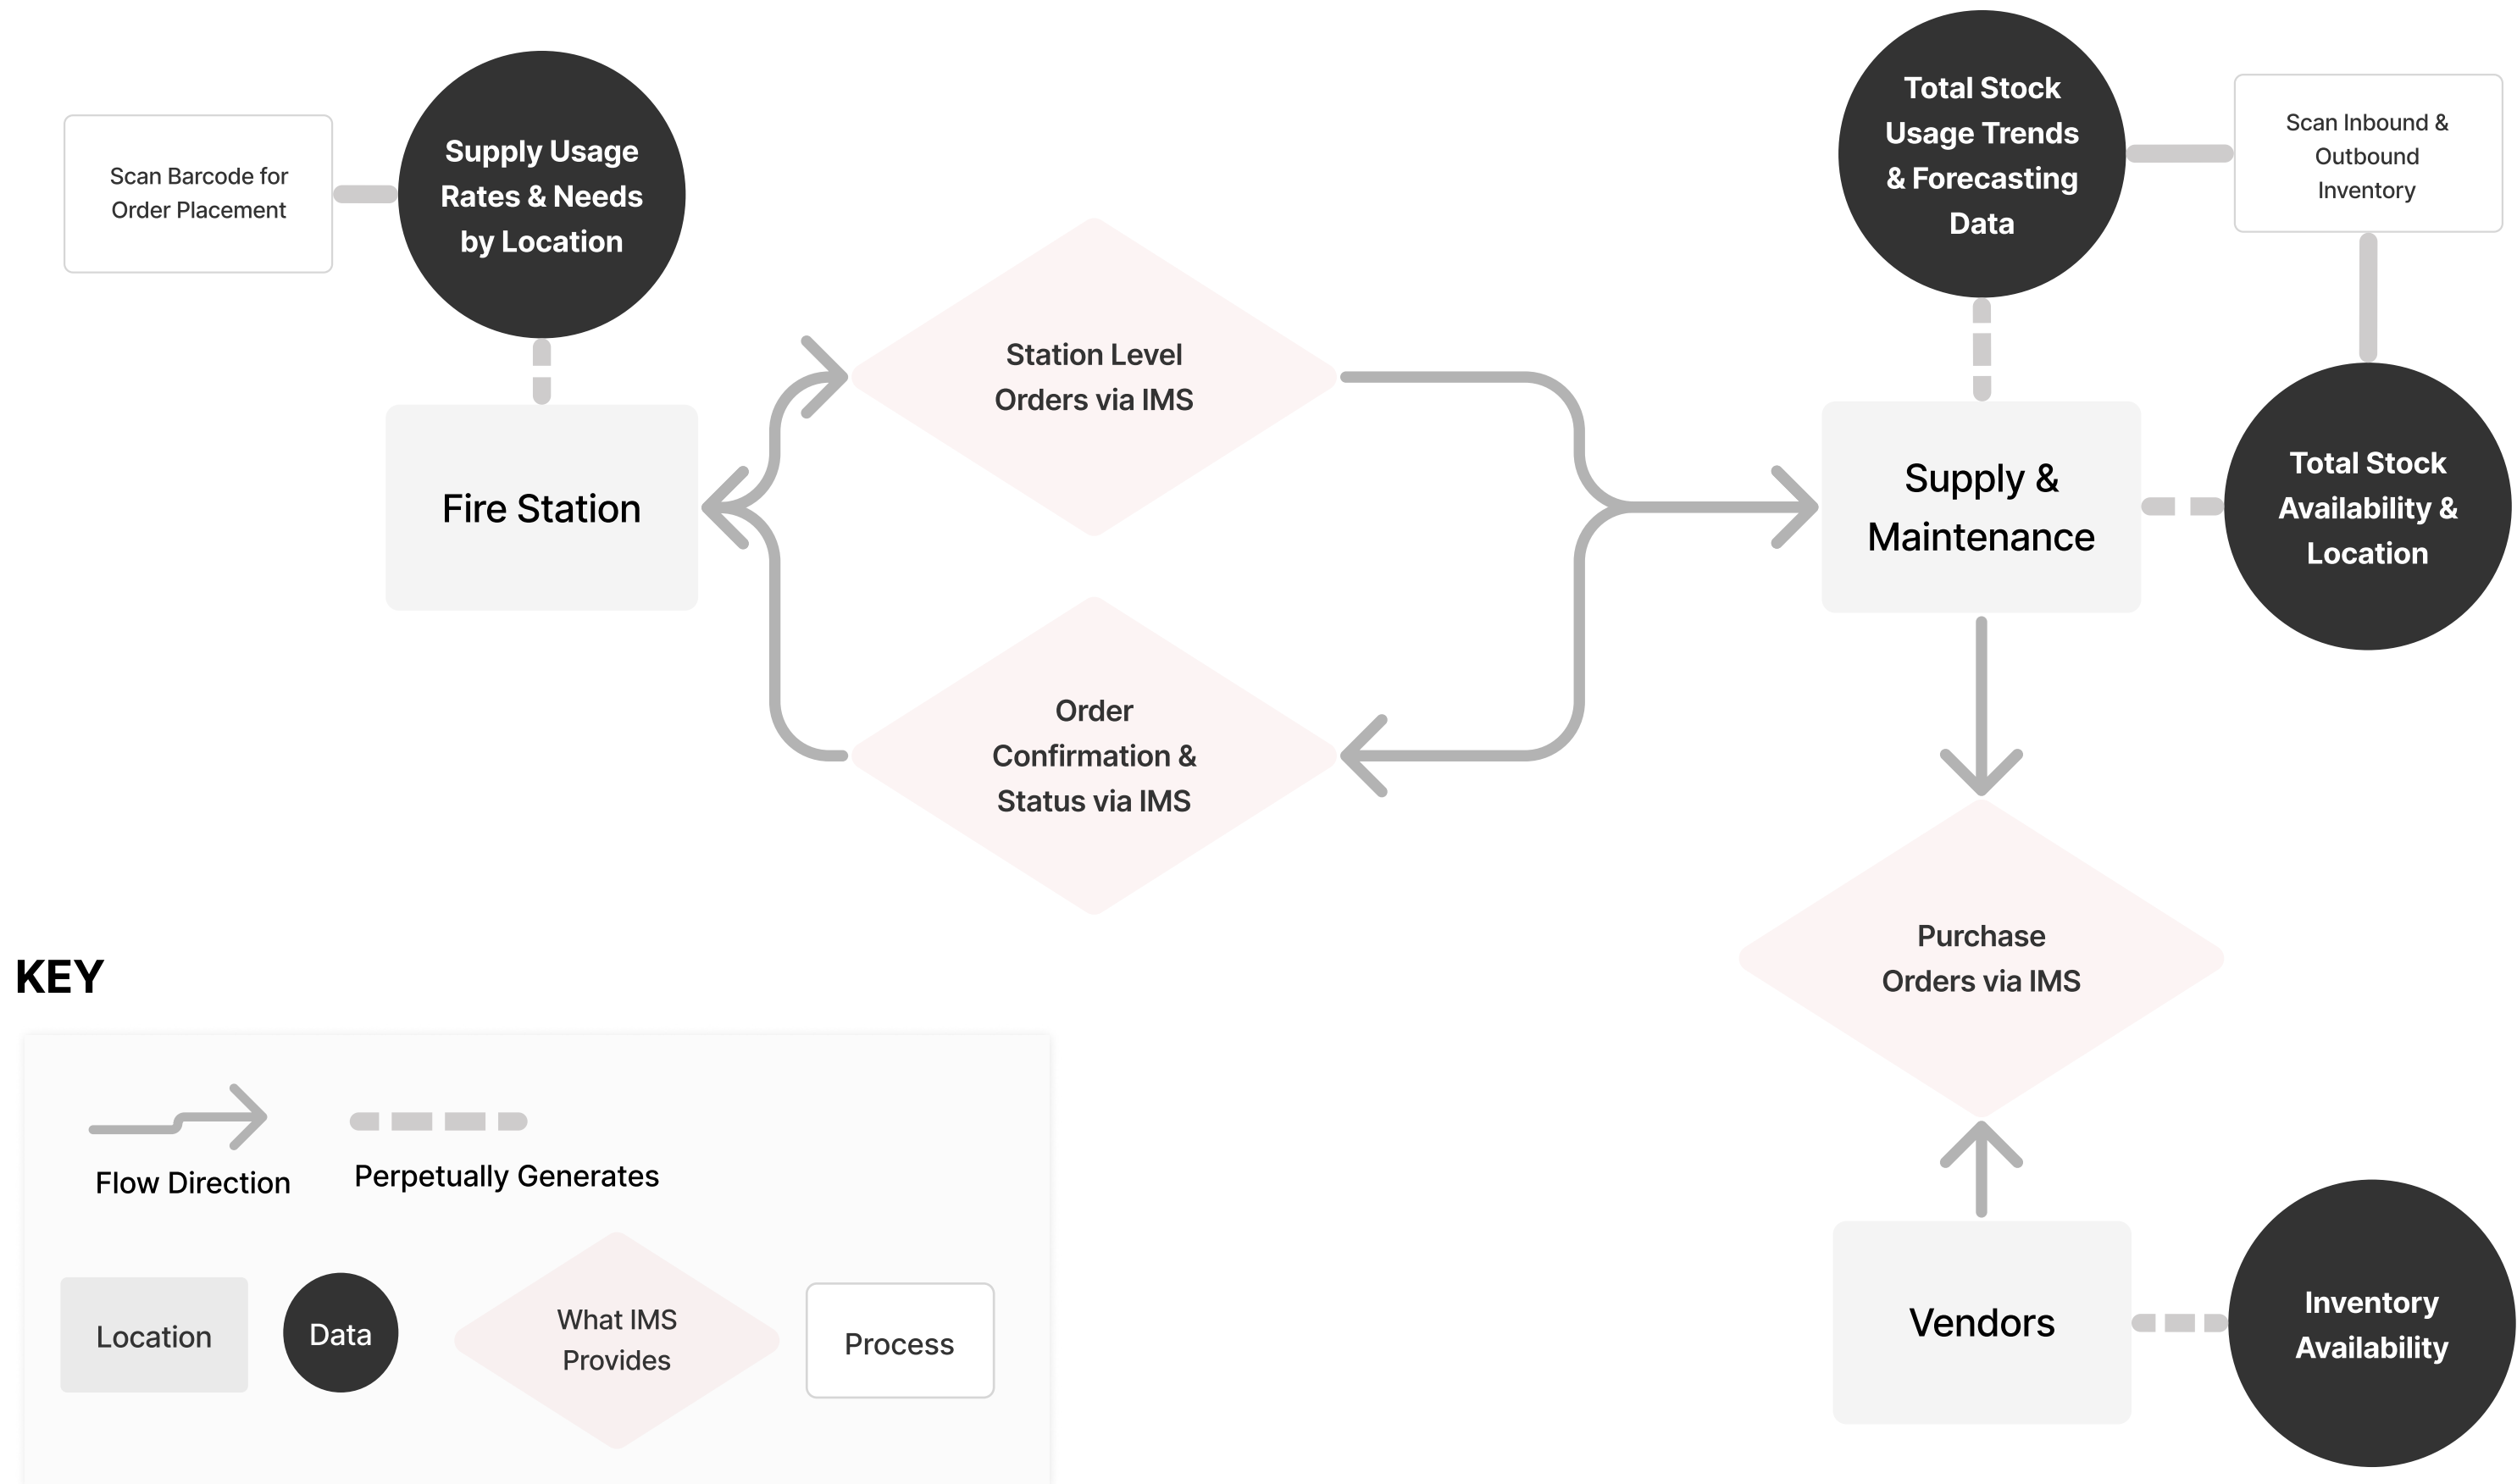 Scan Barcode for
Order Placement
Supply Usage
Rates & Needs
by Location
Total Stock
Usage Trends
& Forecasting
Data
Scan Inbound &
Outbound
Inventory
Station Level
Orders via IMS
Fire Station
Supply &
Maintenance
Total Stock
Availability &
Location
Order
Confirmation &
Status via IMS
Purchase
Orders via IMS
Vendors
Inventory
Availability
KEY
Flow Direction
Perpetually Generates
Location
Data
What IMS
Provides
Process